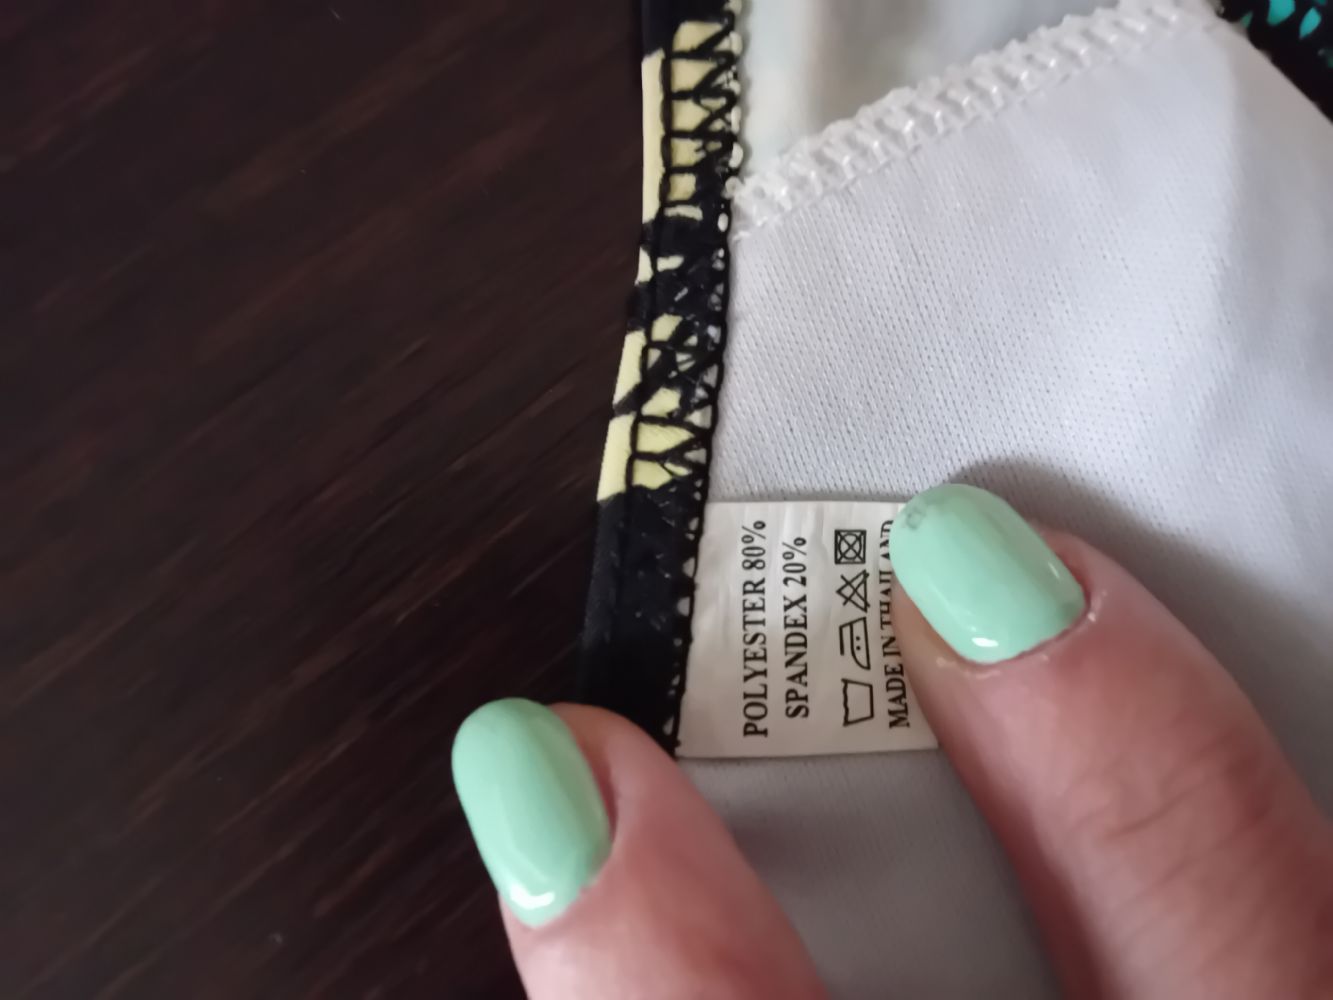 POLYESTER 80%
SPANDEX 20%
MADE IN THAILAND